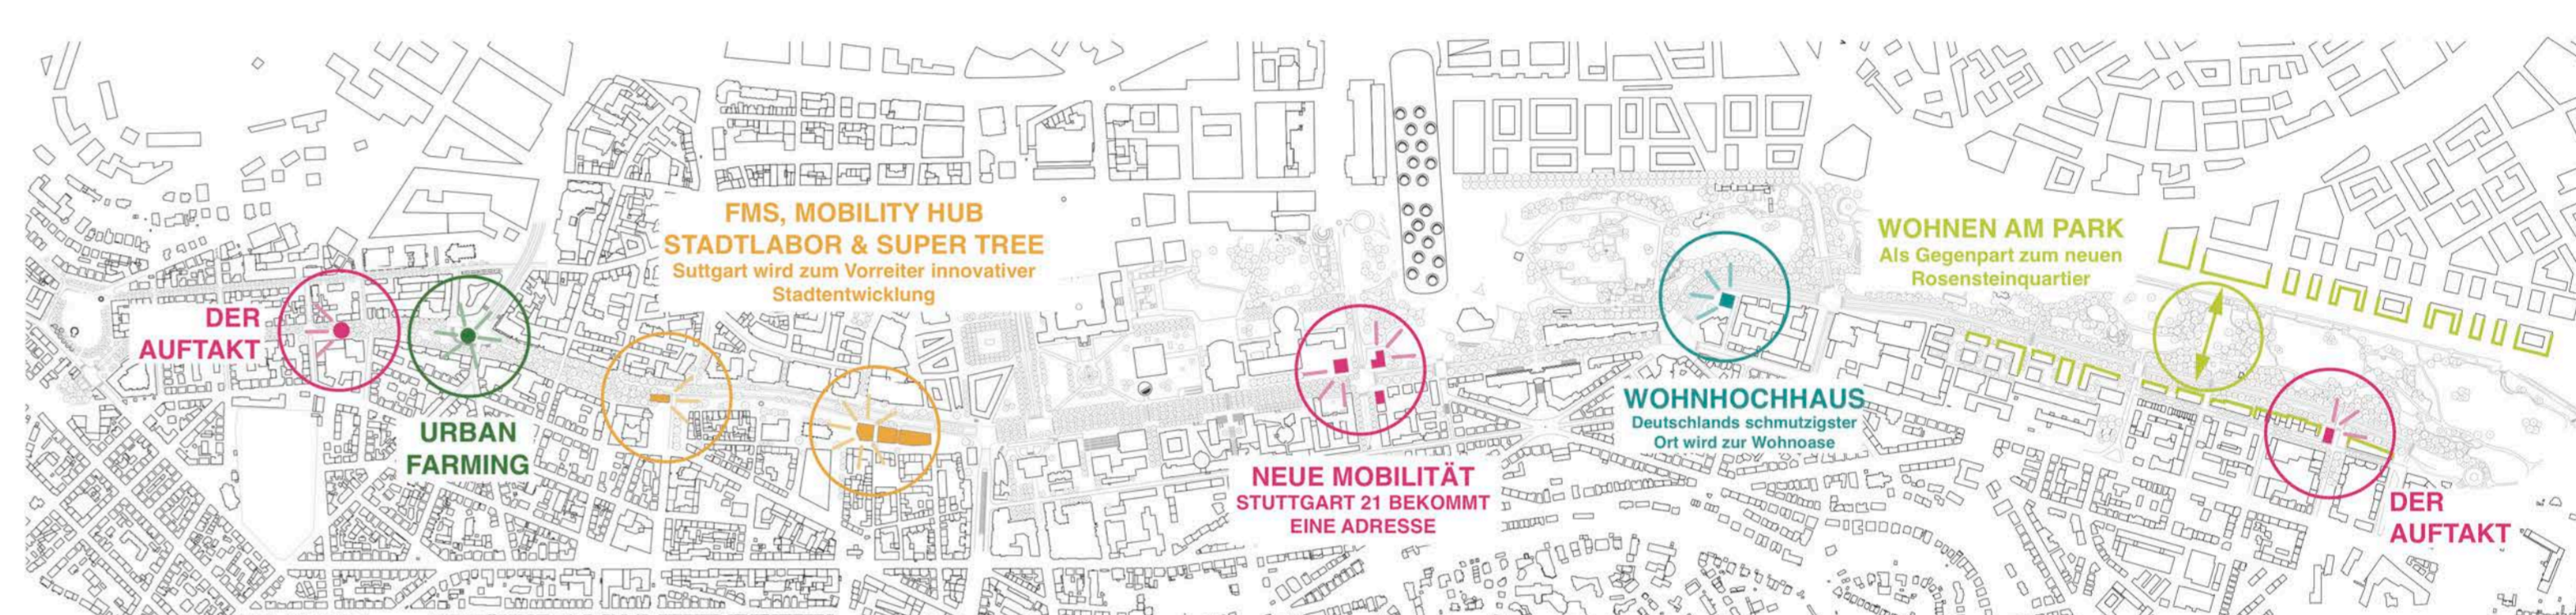 DER
AUFTAKT
URBAN
FARMING
FMS, MOBILITY HUB
STADTLABOR & SUPER TREE
Suttgart wird zum Vorreiter innovativer
Stadtentwicklung
NEUE MOBILITÄT
STUTTGART 21 BEKOMMT
EINE ADRESSE
WOHNHOCHHAUS
Deutschlands schmutzigster
Ort wird zur Wohnoase
WOHNEN AM PARK
Als Gegenpart zum neuen
Rosensteinquartier
DER
AUFTAKT